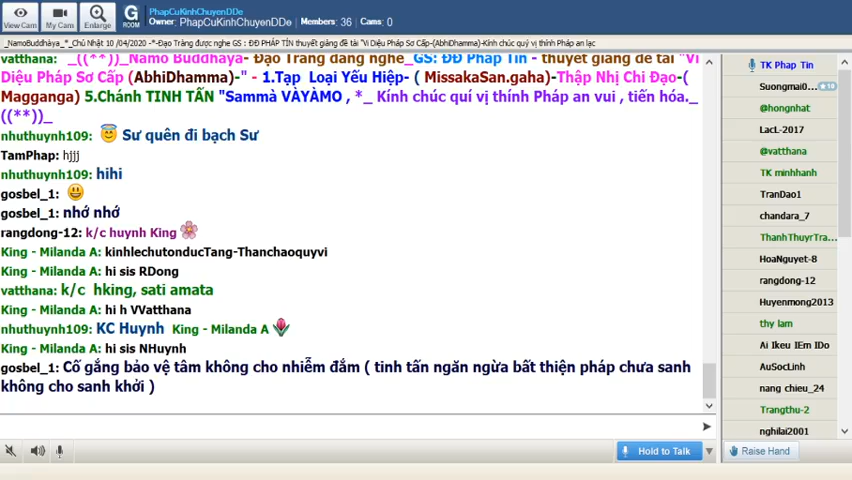 PhapCuKinhChuyenDDe
Owner: PhapCuKinhChuyenDDe Members: 36 Cams: 0
View Cam My Cam Enlarge G ROOM
_NamoBuddhàya_*_Chủ Nhật 10 /04/2020 -*-Đạo Tràng được nghe GS : ĐĐ PHÁP TÍN thuyết giảng đề tài "Vi Diệu Pháp Sơ Cấp-(AbhiDhamma)-Kính chúc quý vị thính Pháp an lạc
vatthana: _((**))_Namo Buddhàya- Đạo Tràng đang nghe_GS: ĐĐ Pháp Tín - thuyết giảng đề tài "Vi
Diệu Pháp Sơ Cấp (AbhiDhamma)-" - 1.Tạp Loại Yếu Hiệp- ( MissakaSan.gaha)-Thập Nhị Chi Đạo-(
Magganga) 5.Chánh TINH TẤN "Sammà VÀYÀMO , *_ Kính chúc quí vị thính Pháp an vui , tiến hóa._
((**))_
nhuthuynh109: Sư quên đi bạch Sư
TamPhap: hjjj
nhuthuynh109: hihi
gosbel_1:
gosbel_1: nhớ nhớ
rangdong-12: k/c huynh King
King - Milanda A: kinhlechutonducTang-Thanchaoquyvi
King - Milanda A: hi sis RDong
vatthana: k/c hking, sati amata
King - Milanda A: hi h VVatthana
nhuthuynh109: KC Huynh King - Milanda A
King - Milanda A: hi sis NHuynh
gosbel_1: Cố gắng bảo vệ tâm không cho nhiễm đắm ( tinh tấn ngăn ngừa bất thiện pháp chưa sanh
không cho sanh khởi )
Hold to Talk
TK Phap Tin
Suongmai0... 10
@hongnhat
LacL-2017
@vatthana
TK minhhanh
TranDao1
chandara_7
ThanhThuyrTra...
HoaNguyet-8
rangdong-12
Huyenmong2013
thy lam
Ai Ikeu IEm IDo
AuSocLinh
nang chieu_24
Trangthu-2
nghilai2001
Raise Hand